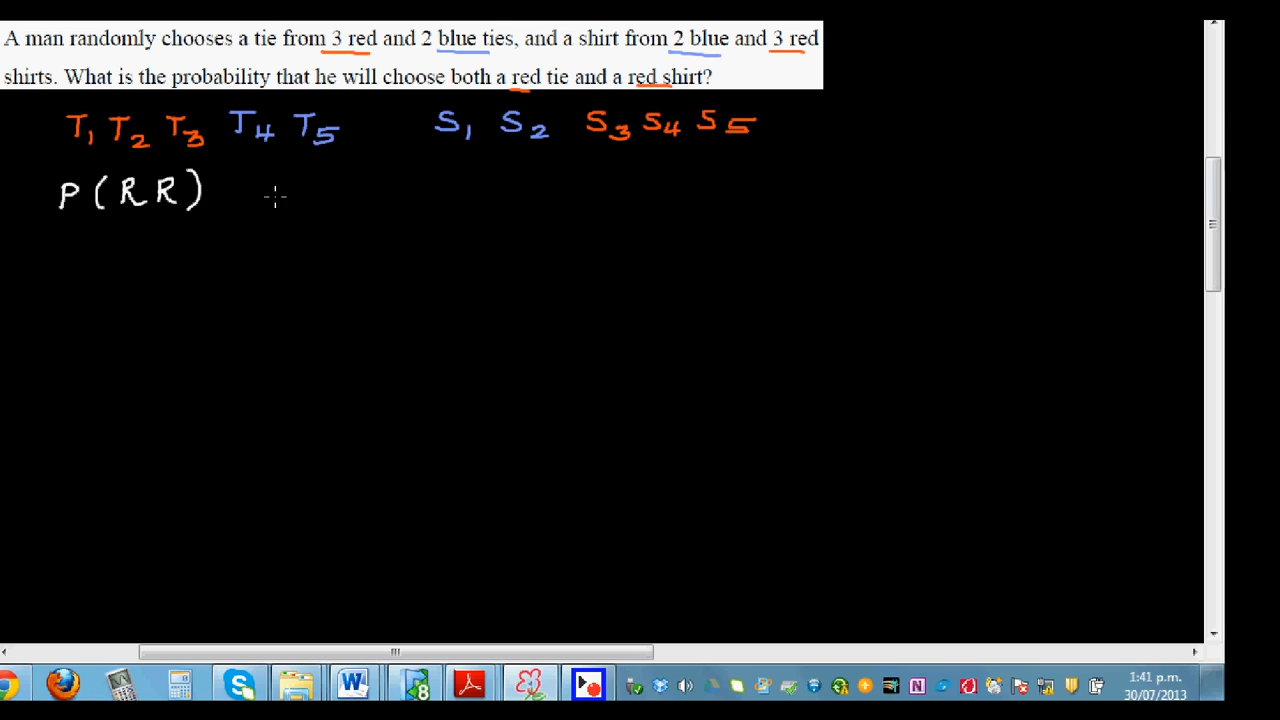 A man randomly chooses a tie from 3 red and 2 blue ties, and a shirt from 2 blue and 3 red
shirts. What is the probability that he will choose both a red tie and a red shirt?
T1 T2 T3 T4 T5 S1 S2 S3 S4 S5
P(RR)
1:41 p.m.
30/07/2013